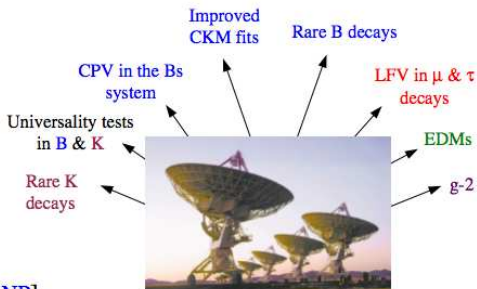 Improved
CKM fits
Rare B decays
CPV in the Bs
system
LFV in μ & τ
decays
Universality tests
in B & K
EDMs
Rare K
decays
g-2
NP]